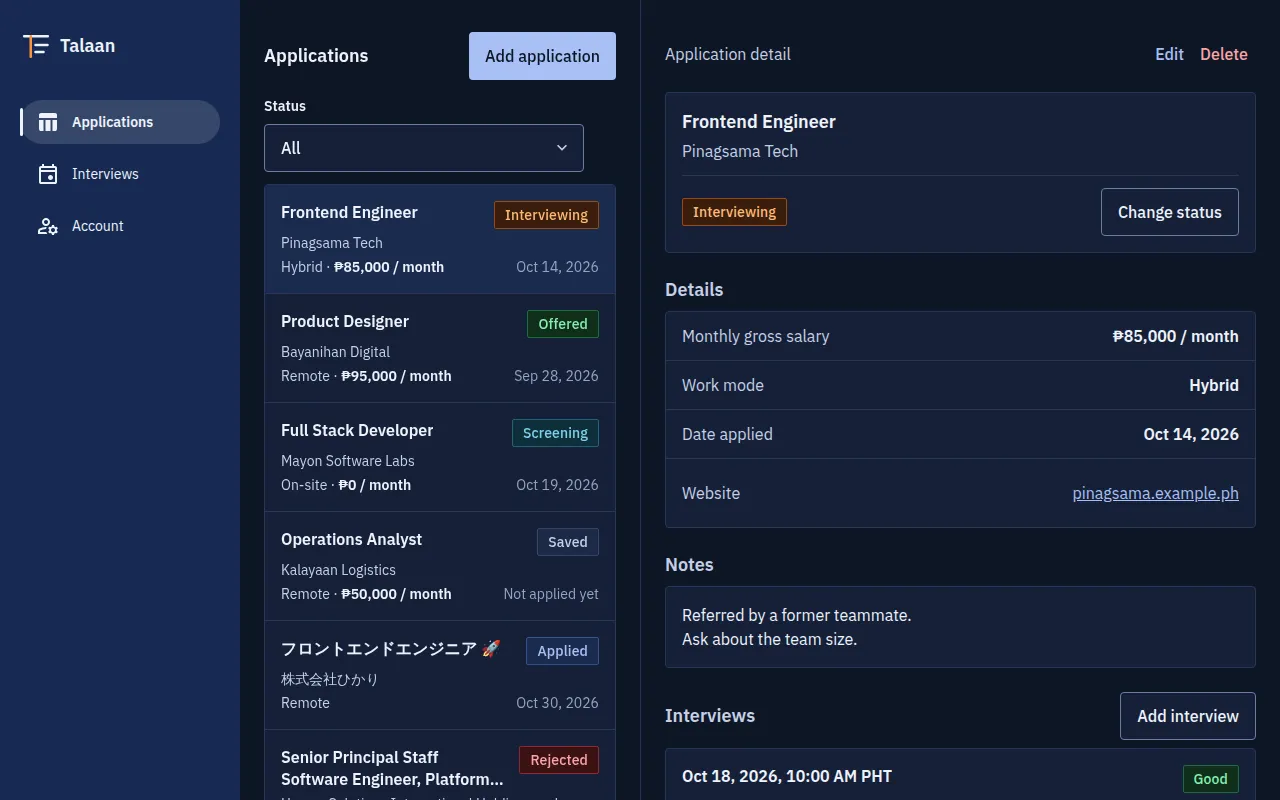 Talaan
Applications
Interviews
Account
Applications
Add application
Status
All
Frontend Engineer
Interviewing
Pinagsama Tech
Hybrid · ₱85,000 / month
Oct 14, 2026
Product Designer
Offered
Bayanihan Digital
Remote · ₱95,000 / month
Sep 28, 2026
Full Stack Developer
Screening
Mayon Software Labs
On-site · ₱0 / month
Oct 19, 2026
Operations Analyst
Saved
Kalayaan Logistics
Remote · ₱50,000 / month
Not applied yet
フロントエンドエンジニア 🚀
Applied
株式会社ひかり
Remote
Oct 30, 2026
Senior Principal Staff
Software Engineer, Platform...
Rejected
Application detail
Edit
Delete
Frontend Engineer
Pinagsama Tech
Interviewing
Change status
Details
Monthly gross salary
₱85,000 / month
Work mode
Hybrid
Date applied
Oct 14, 2026
Website
pinagsama.example.ph
Notes
Referred by a former teammate.
Ask about the team size.
Interviews
Add interview
Oct 18, 2026, 10:00 AM PHT
Good